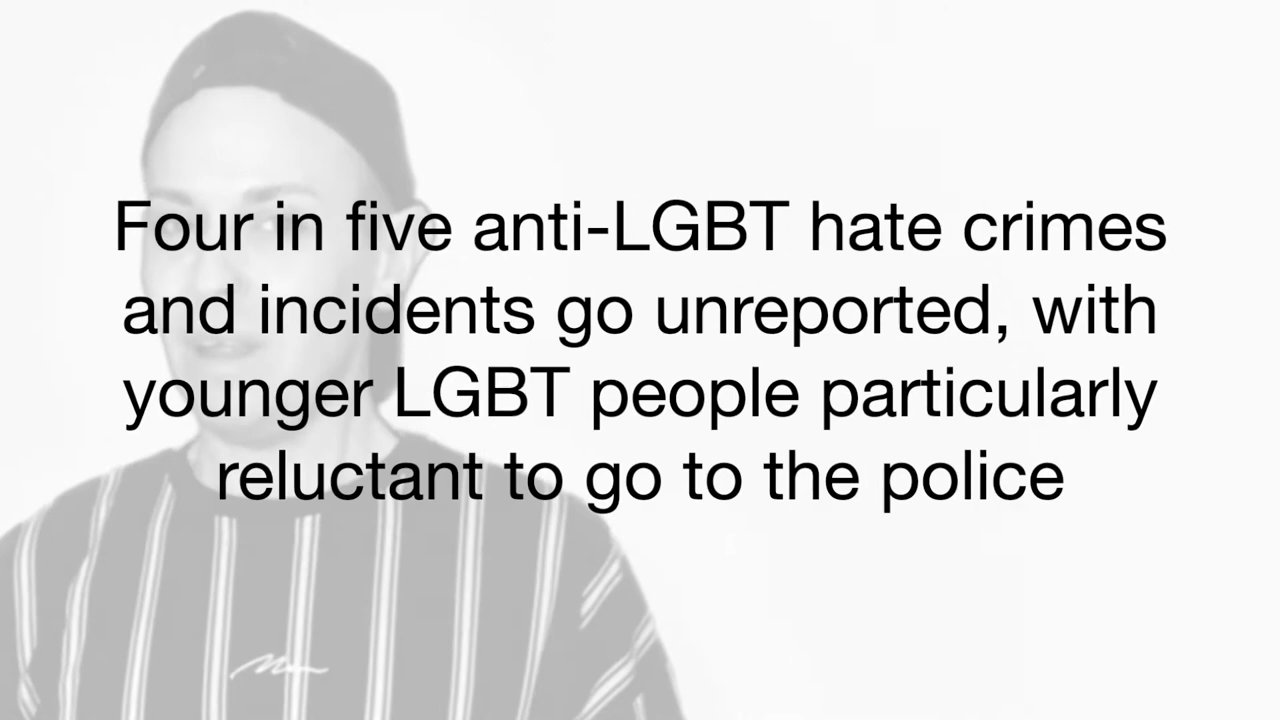 Four in five anti-LGBT hate crimes
and incidents go unreported, with
younger LGBT people particularly
reluctant to go to the police